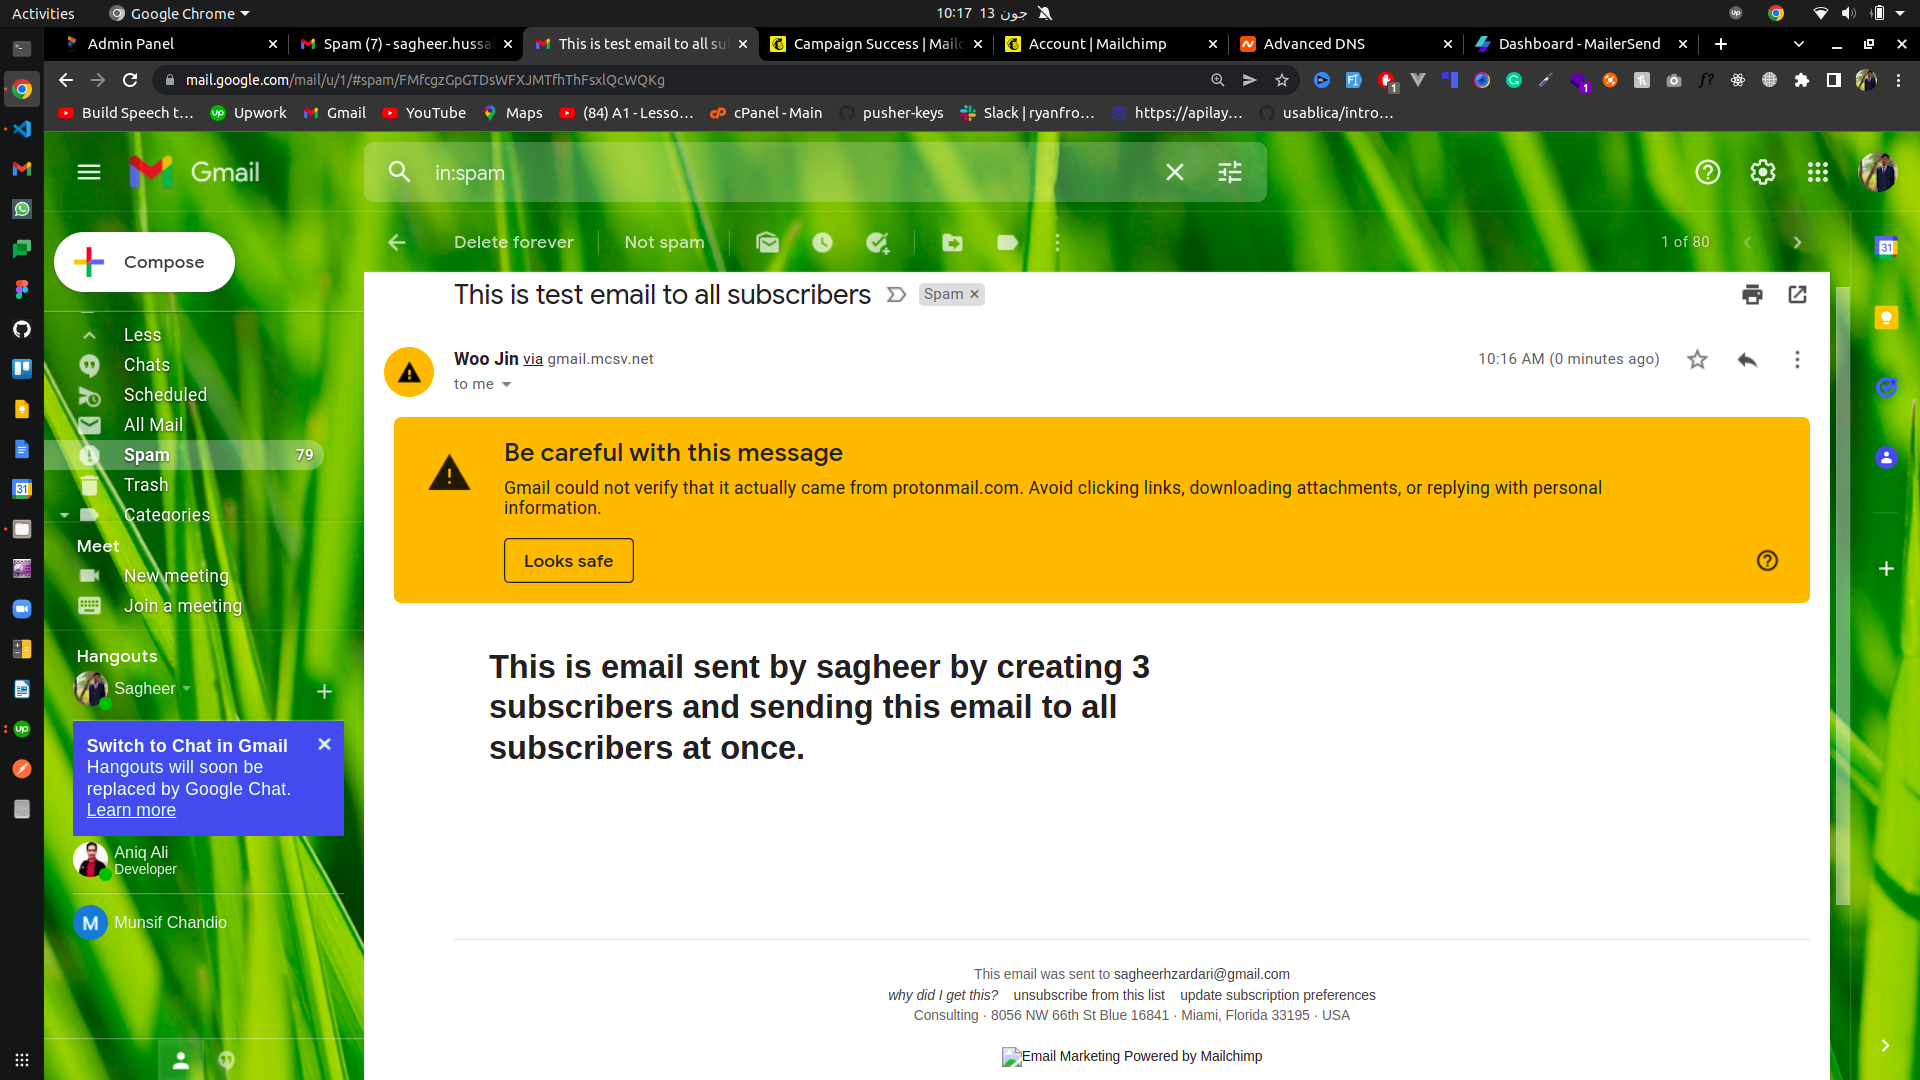 Activities
Google Chrome
10:17 13 جون
Admin Panel
Spam (7) - sagheer.hussai
This is test email to all su
Campaign Success | Mailc
Account | Mailchimp
Advanced DNS
Dashboard - MailerSend
mail.google.com/mail/u/1/#spam/FMfcgzGpGTDsWFXJMTfhThFsxlQcWQKg
Build Speech t…
Upwork
Gmail
YouTube
Maps
(84) A1 - Lesso…
cPanel - Main
pusher-keys
Slack | ryanfro…
https://apilay…
usablica/intro…
Gmail
in:spam
Compose
Delete forever
Not spam
1 of 80
Less
Chats
Scheduled
All Mail
Spam 79
Trash
Categories
Meet
New meeting
Join a meeting
Hangouts
Sagheer
Switch to Chat in Gmail
Hangouts will soon be
replaced by Google Chat.
Learn more
Aniq Ali
Developer
M Munsif Chandio
This is test email to all subscribers
Spam
Woo Jin via gmail.mcsv.net
10:16 AM (0 minutes ago)
to me
Be careful with this message
Gmail could not verify that it actually came from protonmail.com. Avoid clicking links, downloading attachments, or replying with personal
information.
Looks safe
This is email sent by sagheer by creating 3
subscribers and sending this email to all
subscribers at once.
This email was sent to sagheerhzardari@gmail.com
why did I get this? unsubscribe from this list update subscription preferences
Consulting · 8056 NW 66th St Blue 16841 · Miami, Florida 33195 · USA
Email Marketing Powered by Mailchimp